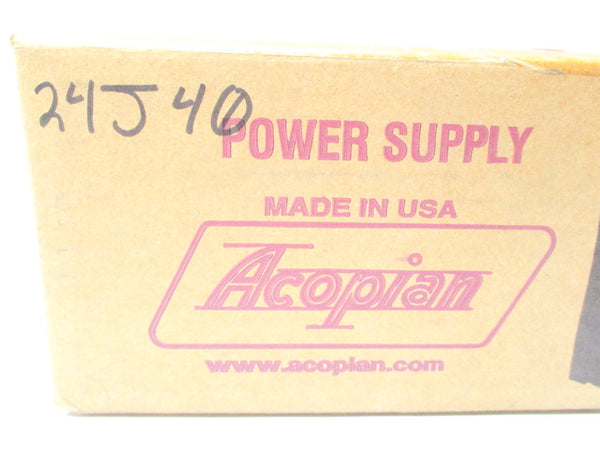 24J40
POWER SUPPLY
MADE IN USA
Acopian
www.acopian.com